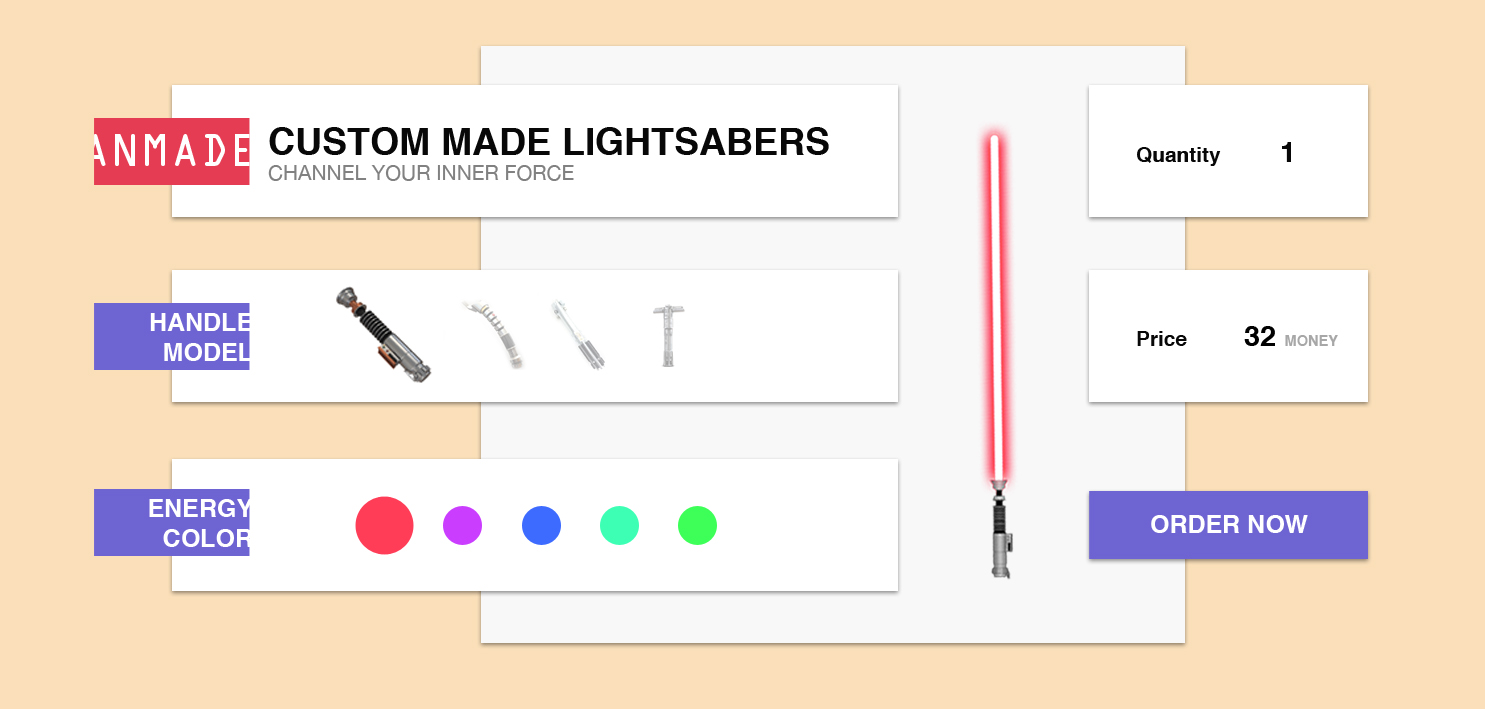 ANMADE
CUSTOM MADE LIGHTSABERS
CHANNEL YOUR INNER FORCE
Quantity 1
HANDLE
MODEL
Price 32 MONEY
ENERGY
COLOR
ORDER NOW